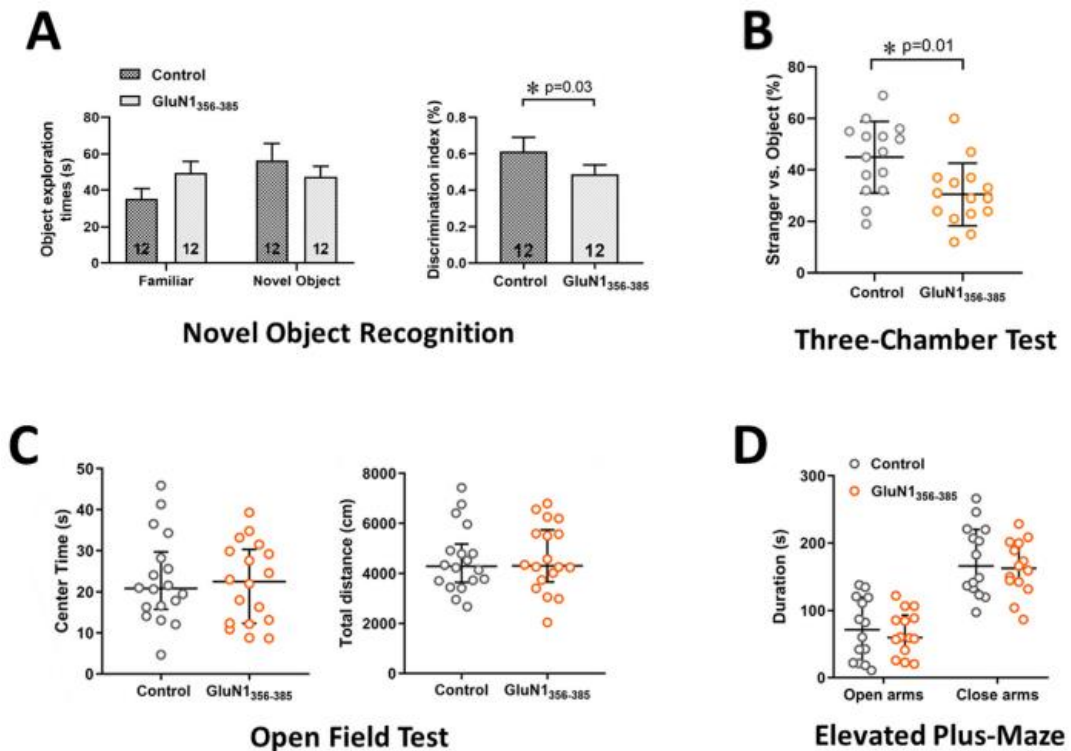 A
Control
GluN1356-385
Object exploration
times (s)
80
60
40
20
0
12
12
12
12
Familiar
Novel Object
* p=0.03
Discrimination index (%)
0.8
0.6
0.4
0.2
0.0
12
12
Control
GluN1356-385
Novel Object Recognition
B
* p=0.01
Stranger vs. Object (%)
80
60
40
20
0
Control
GluN1356-385
Three-Chamber Test
C
Center Time (s)
50
40
30
20
10
0
Control
GluN1356-385
Total distance (cm)
8000
6000
4000
2000
0
Control
GluN1356-385
Open Field Test
D
Control
GluN1356-385
Duration (s)
300
200
100
0
Open arms
Close arms
Elevated Plus-Maze